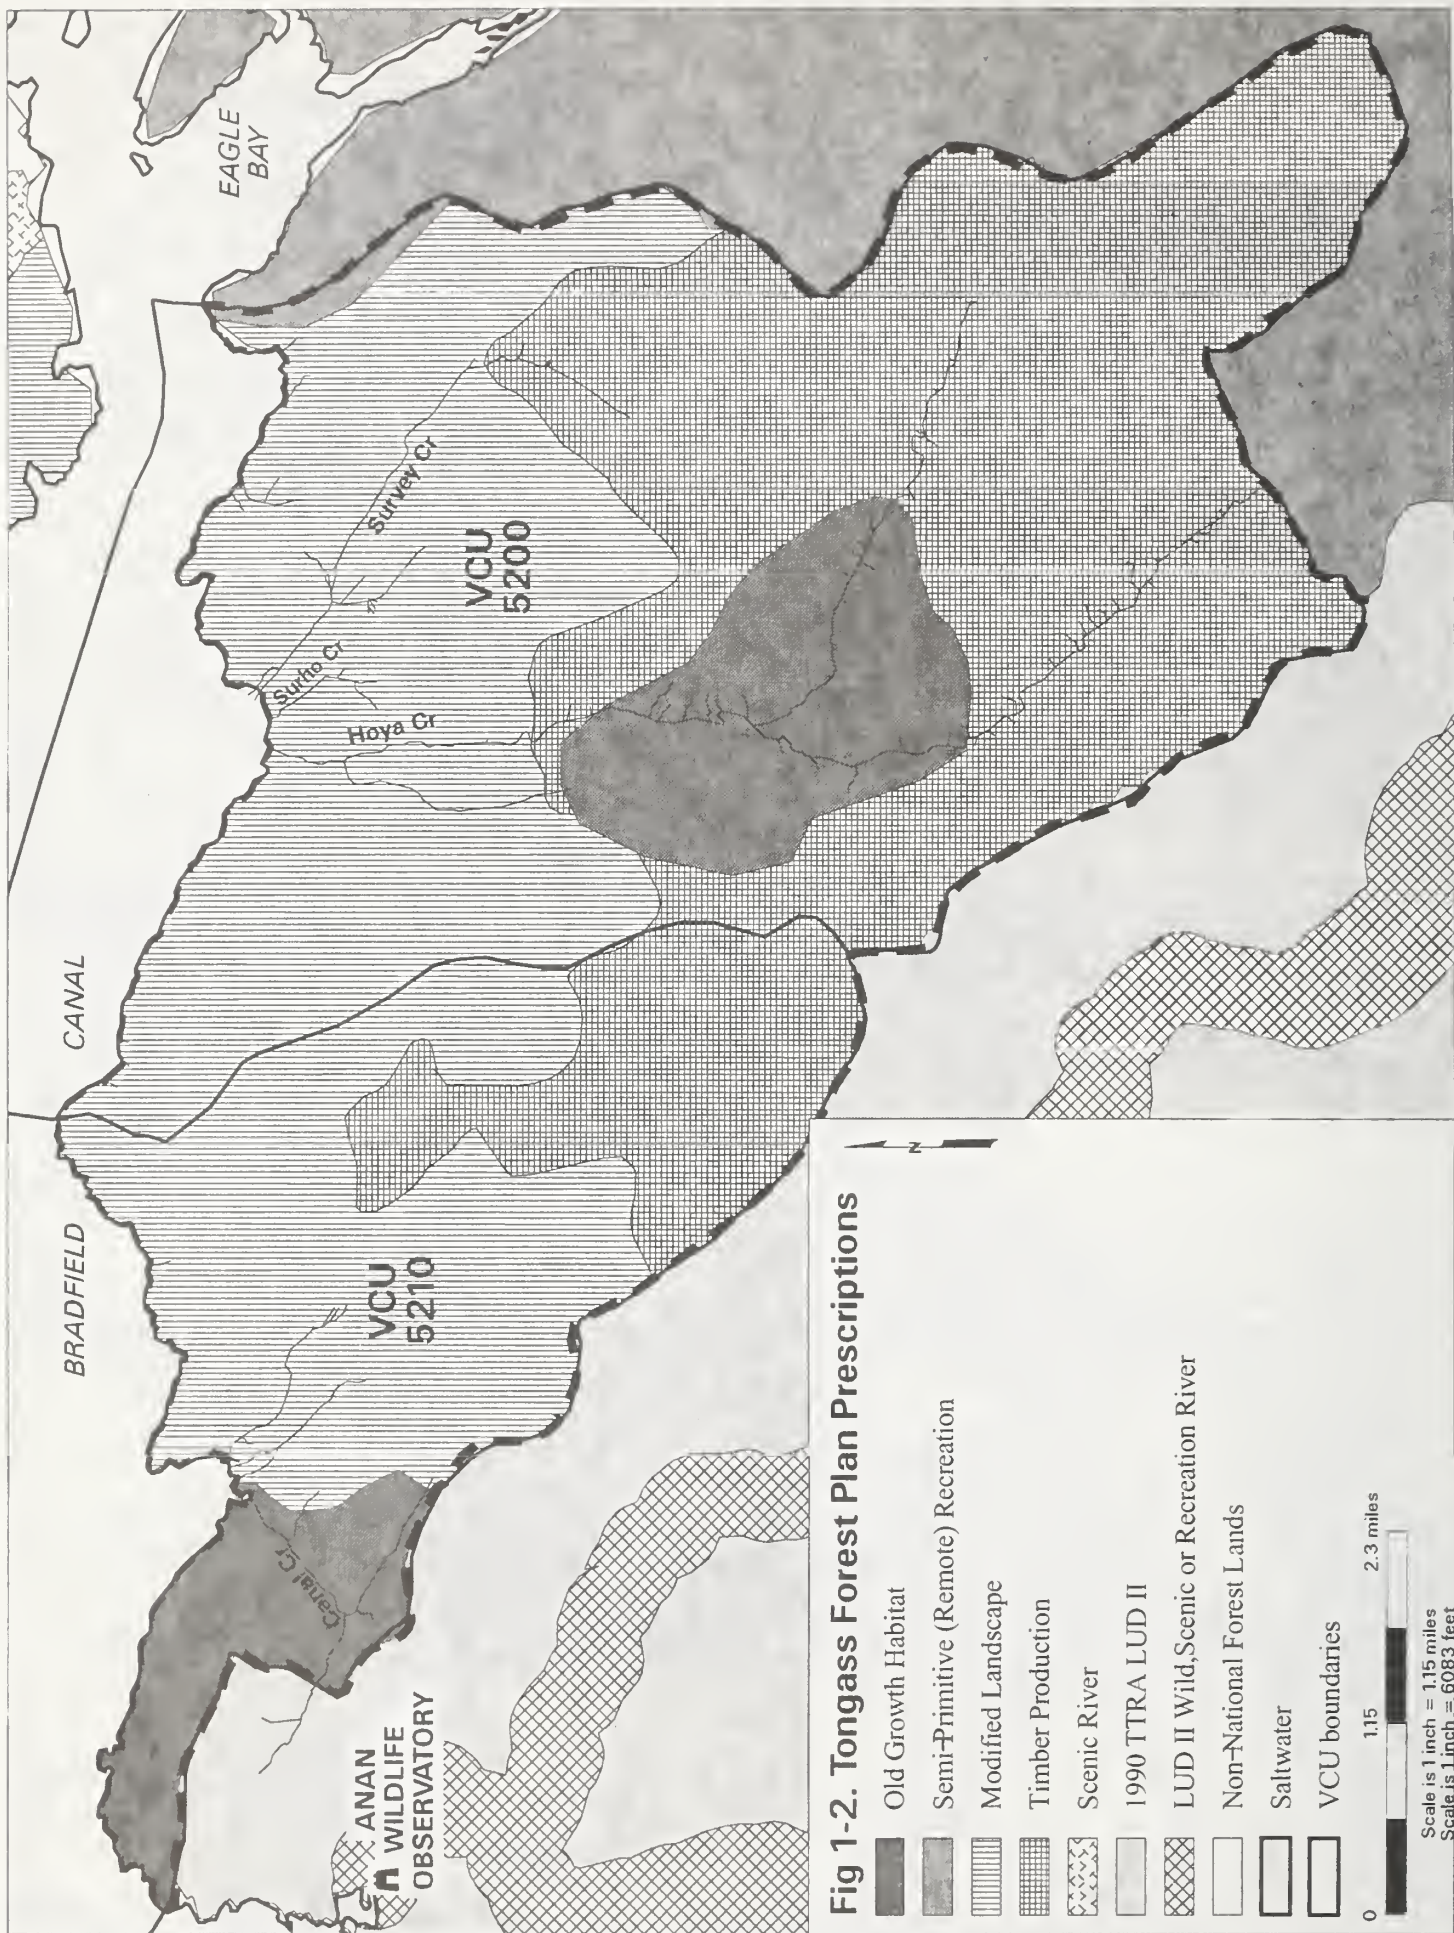 BRADFIELD
CANAL
EAGLE
BAY
Canal Cr
VCU
5210
Hoya Cr
Surho Cr
Survey Cr
VCU
5200
ANAN
WILDLIFE
OBSERVATORY
Fig 1-2. Tongass Forest Plan Prescriptions
N
Old Growth Habitat
Semi-Primitive (Remote) Recreation
Modified Landscape
Timber Production
Scenic River
1990 TTRA LUD II
LUD II Wild,Scenic or Recreation River
Non-National Forest Lands
Saltwater
VCU boundaries
0 1.15 2.3 miles
Scale is 1 inch = 1.15 miles
Scale is 1 inch = 6083 feet